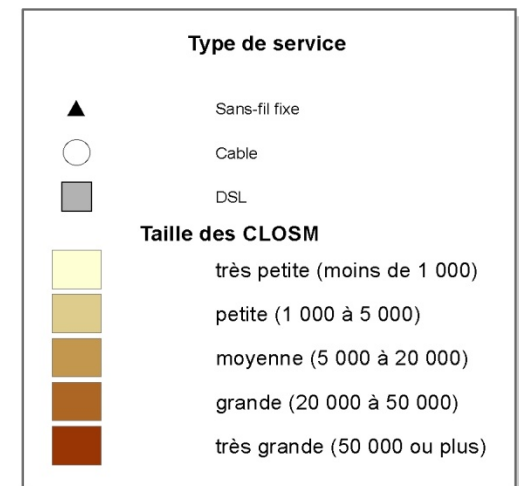 Type de service
Sans-fil fixe
Cable
DSL
Taille des CLOSM
très petite (moins de 1 000)
petite (1 000 à 5 000)
moyenne (5 000 à 20 000)
grande (20 000 à 50 000)
très grande (50 000 ou plus)